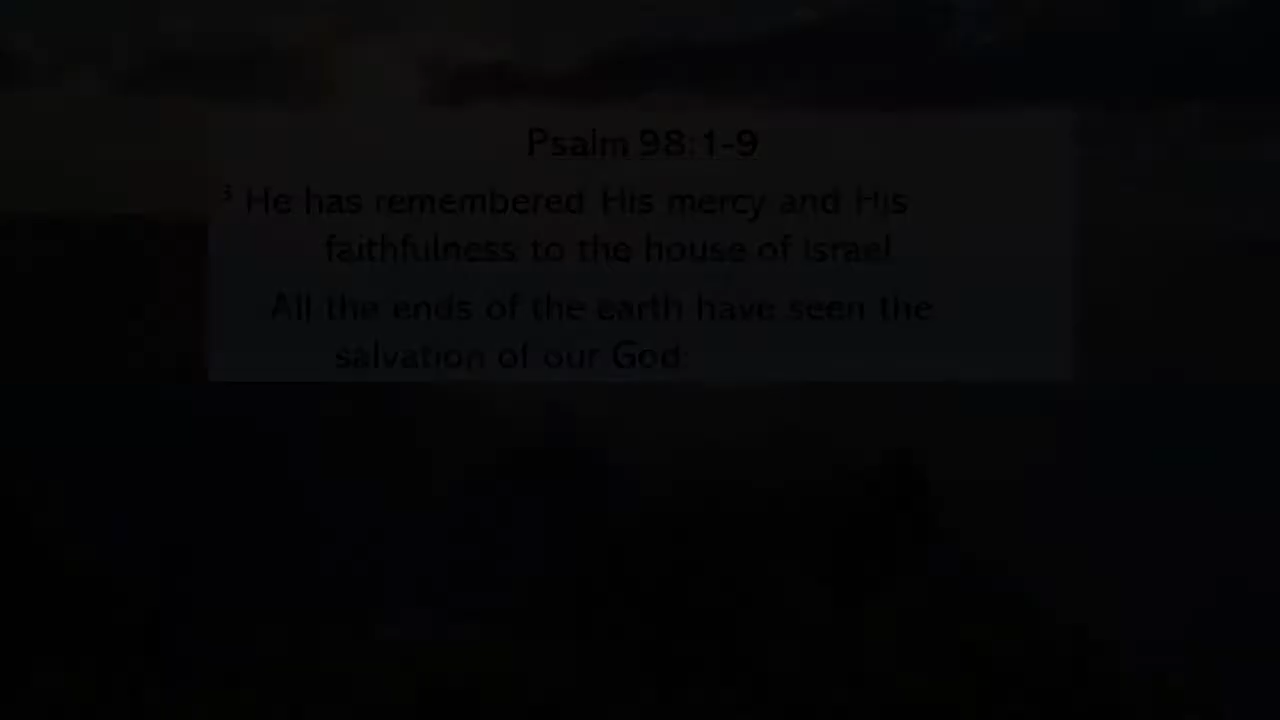 Psalm 98:1-9
3 He has remembered His mercy and His
faithfulness to the house of Israel
All the ends of the earth have seen the
salvation of our God.